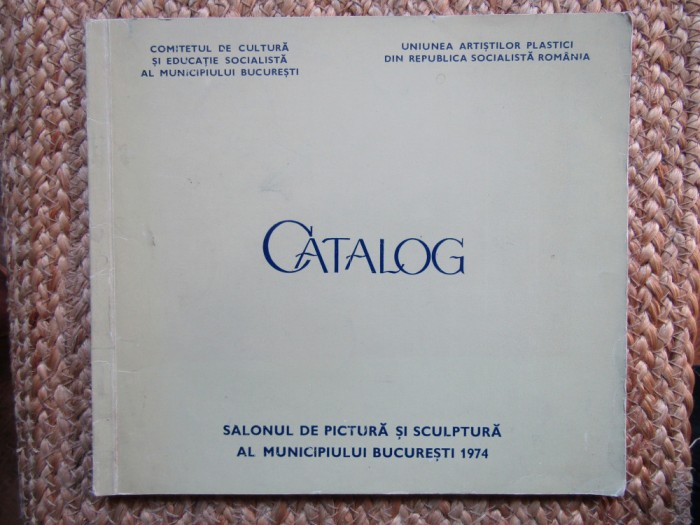 COMITETUL DE CULTURĂ
ȘI EDUCAȚIE SOCIALISTĂ
AL MUNICIPIULUI BUCUREȘTI
UNIUNEA ARTIȘTILOR PLASTICI
DIN REPUBLICA SOCIALISTĂ ROMÂNIA
CATALOG
SALONUL DE PICTURĂ ȘI SCULPTURĂ
AL MUNICIPIULUI BUCUREȘTI 1974